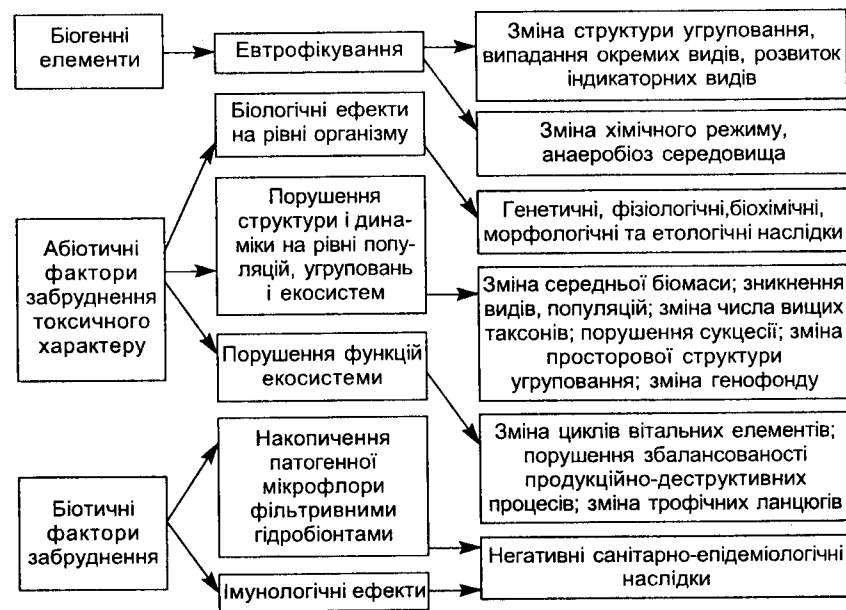 Біогенні
елементи
Евтрофікування
Зміна структури угруповання,
випадання окремих видів, розвиток
індикаторних видів
Зміна хімічного режиму,
анаеробіоз середовища
Абіотичні
фактори
забруднення
токсичного
характеру
Біологічні ефекти
на рівні організму
Генетичні, фізіологічні,біохімічні,
морфологічні та етологічні наслідки
Порушення
структури і дина-
міки на рівні попу-
ляцій, угруповань
і екосистем
Зміна середньої біомаси; зникнення
видів, популяцій; зміна числа вищих
таксонів; порушення сукцесії; зміна
просторової структури
угруповання; зміна генофонду
Порушення функцій
екосистеми
Зміна циклів вітальних елементів;
порушення збалансованості
продукційно-деструктивних
процесів; зміна трофічних ланцюгів
Біотичні
фактори
забруднення
Накопичення
патогенної
мікрофлори
фільтривними
гідробіонтами
Імунологічні ефекти
Негативні санітарно-епідеміологічні
наслідки